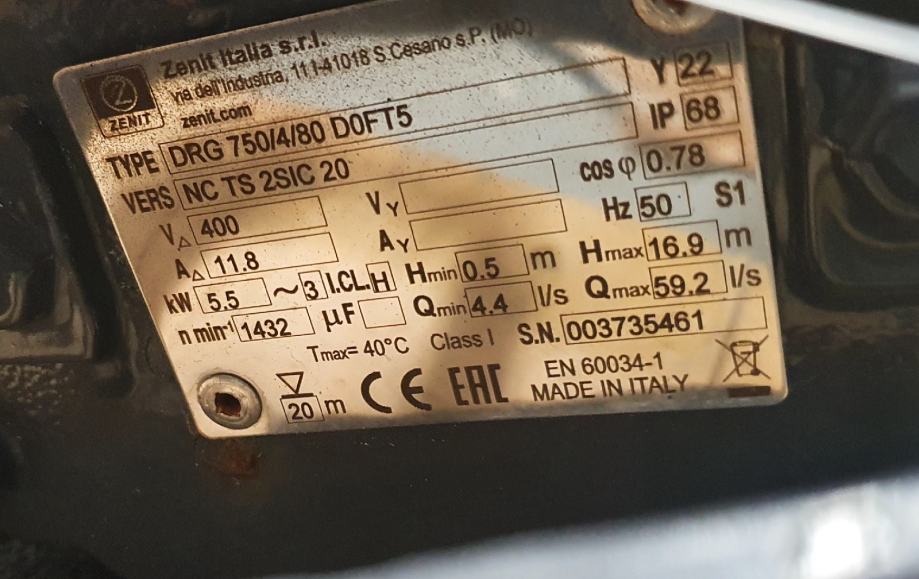 Zenit Italia s.r.l.
via dell'Industria, 11 I-41018 S.Cesario s.P. (MO)
ZENIT
zenit.com
Y 22
TYPE DRG 750/4/80 D0FT5
IP 68
VERS NC TS 2SIC 20
cos φ 0.78
V△ 400 VY
Hz 50 S1
A△ 11.8 AY
kW 5.5 ~3 I.CL.H Hmin 0.5 m Hmax 16.9 m
n min-¹ 1432 µF Qmin 4.4 l/s Qmax 59.2 l/s
Tmax= 40°C Class I S.N. 003735461
20 m CE EAC EN 60034-1
MADE IN ITALY